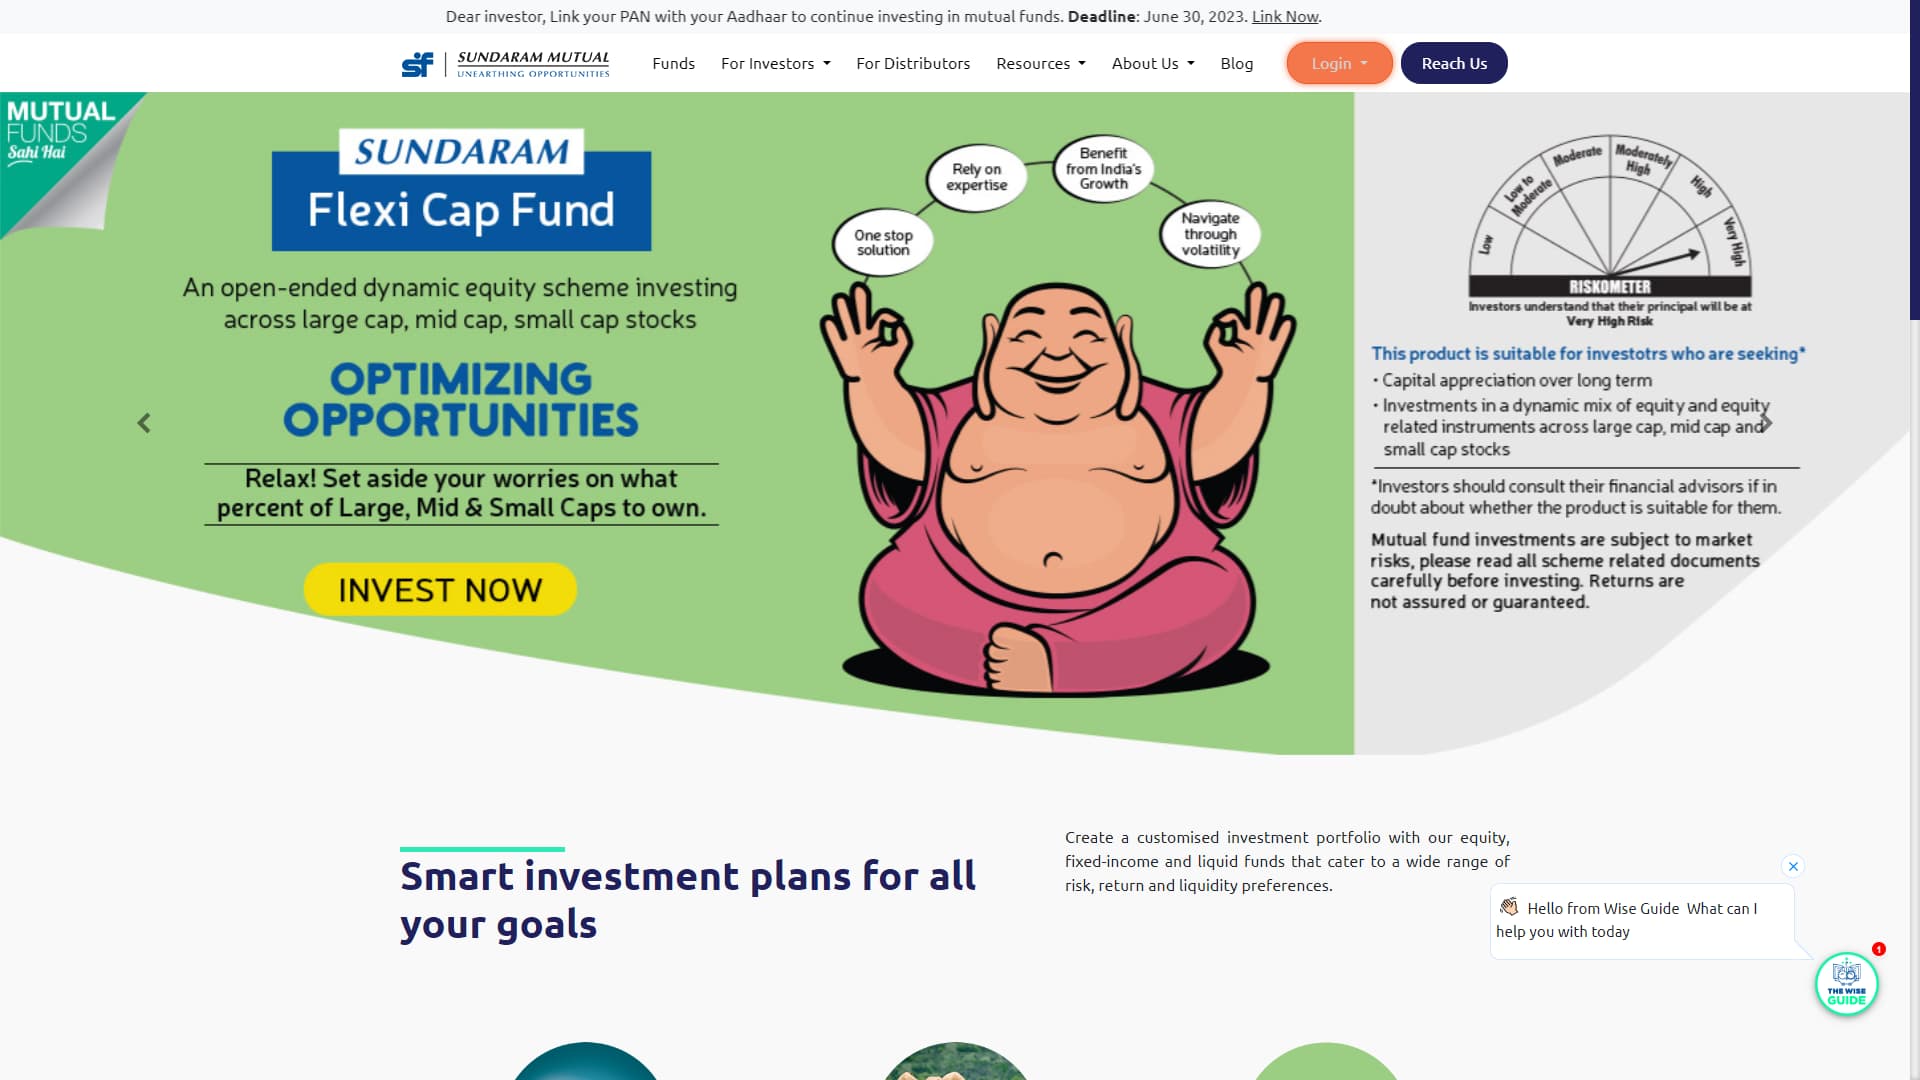 Dear investor, Link your PAN with your Aadhaar to continue investing in mutual funds. Deadline: June 30, 2023. Link Now.
sf
SUNDARAM MUTUAL
UNEARTHING OPPORTUNITIES
Funds
For Investors
For Distributors
Resources
About Us
Blog
Login
Reach Us
MUTUAL
FUNDS
Sahi Hai
SUNDARAM
Flexi Cap Fund
An open-ended dynamic equity scheme investing
across large cap, mid cap, small cap stocks
OPTIMIZING
OPPORTUNITIES
Relax! Set aside your worries on what
percent of Large, Mid & Small Caps to own.
INVEST NOW
One stop
solution
Rely on
expertise
Benefit
from India's
Growth
Navigate
through
volatility
Low
Low to
Moderate
Moderate
Moderately
High
High
Very High
RISKOMETER
Investors understand that their principal will be at
Very High Risk
This product is suitable for investotrs who are seeking*
• Capital appreciation over long term
• Investments in a dynamic mix of equity and equity
related instruments across large cap, mid cap and
small cap stocks
*Investors should consult their financial advisors if in
doubt about whether the product is suitable for them.
Mutual fund investments are subject to market
risks, please read all scheme related documents
carefully before investing. Returns are
not assured or guaranteed.
Smart investment plans for all
your goals
Create a customised investment portfolio with our equity,
fixed-income and liquid funds that cater to a wide range of
risk, return and liquidity preferences.
👋 Hello from Wise Guide What can I
help you with today
1
THE WISE
GUIDE